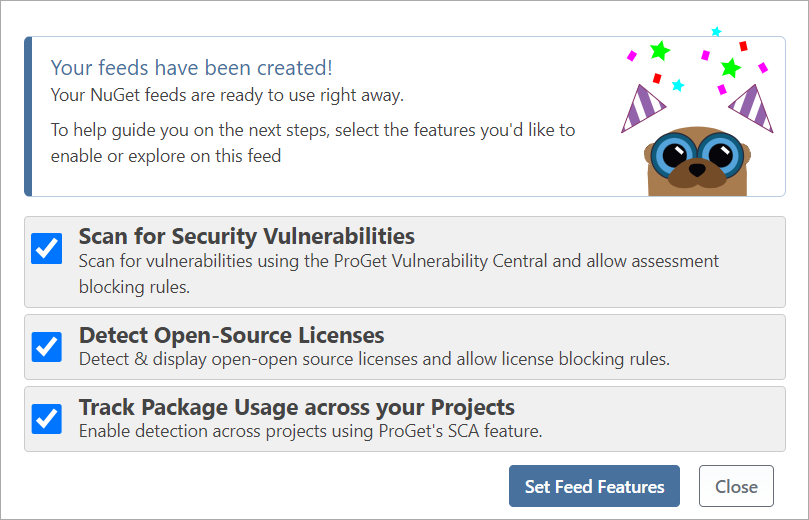 Your feeds have been created!
Your NuGet feeds are ready to use right away.
To help guide you on the next steps, select the features you'd like to
enable or explore on this feed
Scan for Security Vulnerabilities
Scan for vulnerabilities using the ProGet Vulnerability Central and allow assessment
blocking rules.
Detect Open-Source Licenses
Detect & display open-open source licenses and allow license blocking rules.
Track Package Usage across your Projects
Enable detection across projects using ProGet's SCA feature.
Set Feed Features
Close